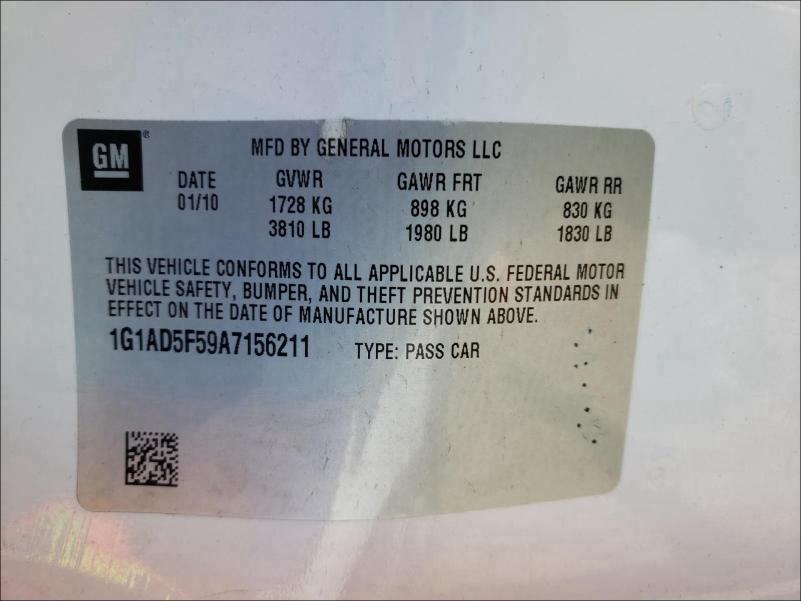 GM ®
MFD BY GENERAL MOTORS LLC
DATE GVWR GAWR FRT GAWR RR
01/10 1728 KG 898 KG 830 KG
3810 LB 1980 LB 1830 LB
THIS VEHICLE CONFORMS TO ALL APPLICABLE U.S. FEDERAL MOTOR
VEHICLE SAFETY, BUMPER, AND THEFT PREVENTION STANDARDS IN
EFFECT ON THE DATE OF MANUFACTURE SHOWN ABOVE.
1G1AD5F59A7156211 TYPE: PASS CAR